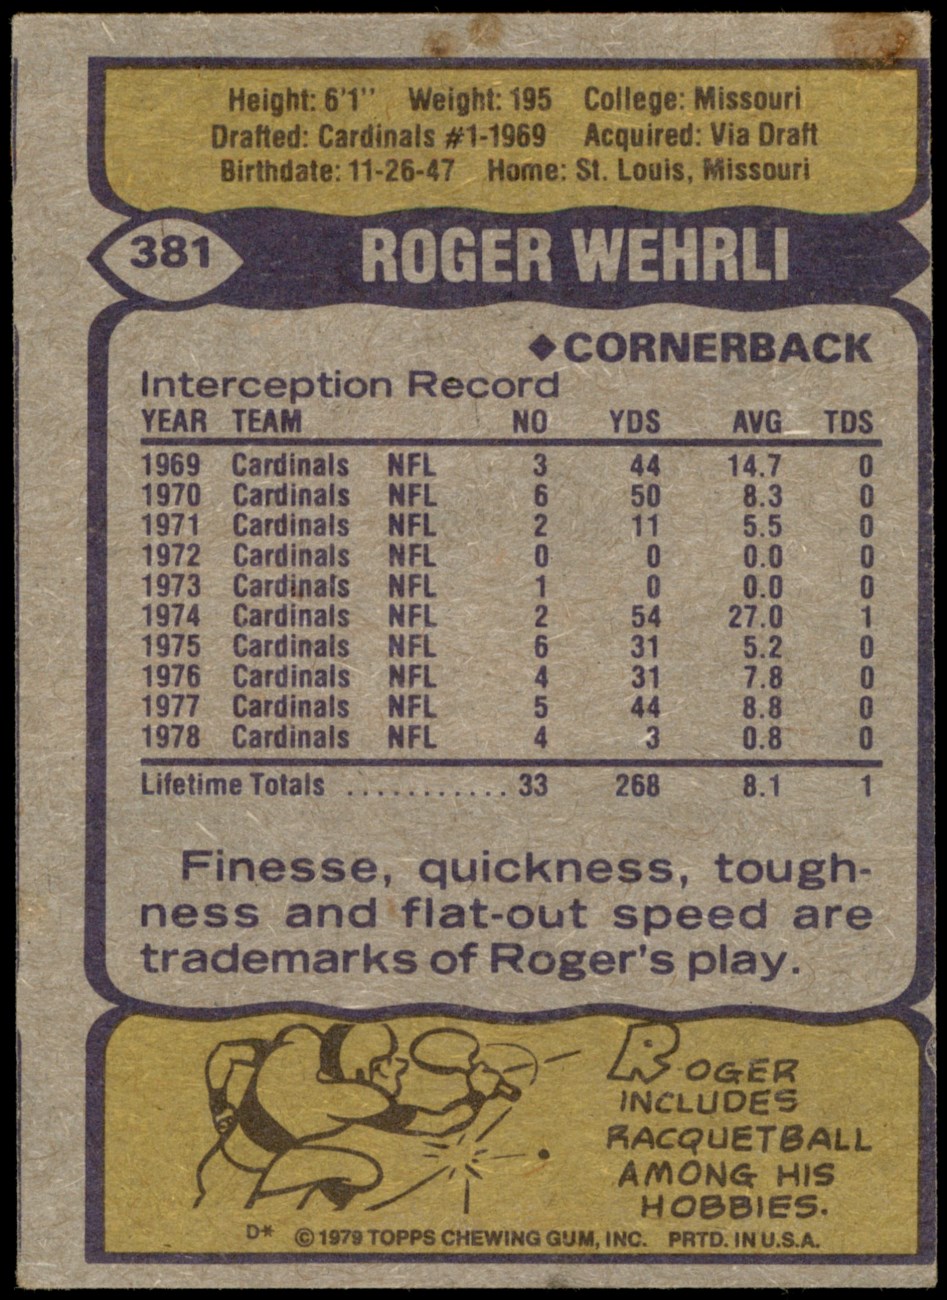 Height: 6'1" Weight: 195 College: Missouri
Drafted: Cardinals #1-1969 Acquired: Via Draft
Birthdate: 11-26-47 Home: St. Louis, Missouri
381 ROGER WEHRLI
◆CORNERBACK
Interception Record
YEAR TEAM NO YDS AVG TDS
1969 Cardinals NFL 3 44 14.7 0
1970 Cardinals NFL 6 50 8.3 0
1971 Cardinals NFL 2 11 5.5 0
1972 Cardinals NFL 0 0 0.0 0
1973 Cardinals NFL 1 0 0.0 0
1974 Cardinals NFL 2 54 27.0 1
1975 Cardinals NFL 6 31 5.2 0
1976 Cardinals NFL 4 31 7.8 0
1977 Cardinals NFL 5 44 8.8 0
1978 Cardinals NFL 4 3 0.8 0
Lifetime Totals ........... 33 268 8.1 1
Finesse, quickness, tough-
ness and flat-out speed are
trademarks of Roger's play.
ROGER
INCLUDES
RACQUETBALL
AMONG HIS
HOBBIES.
D* ©1979 TOPPS CHEWING GUM, INC. PRTD. IN U.S.A.